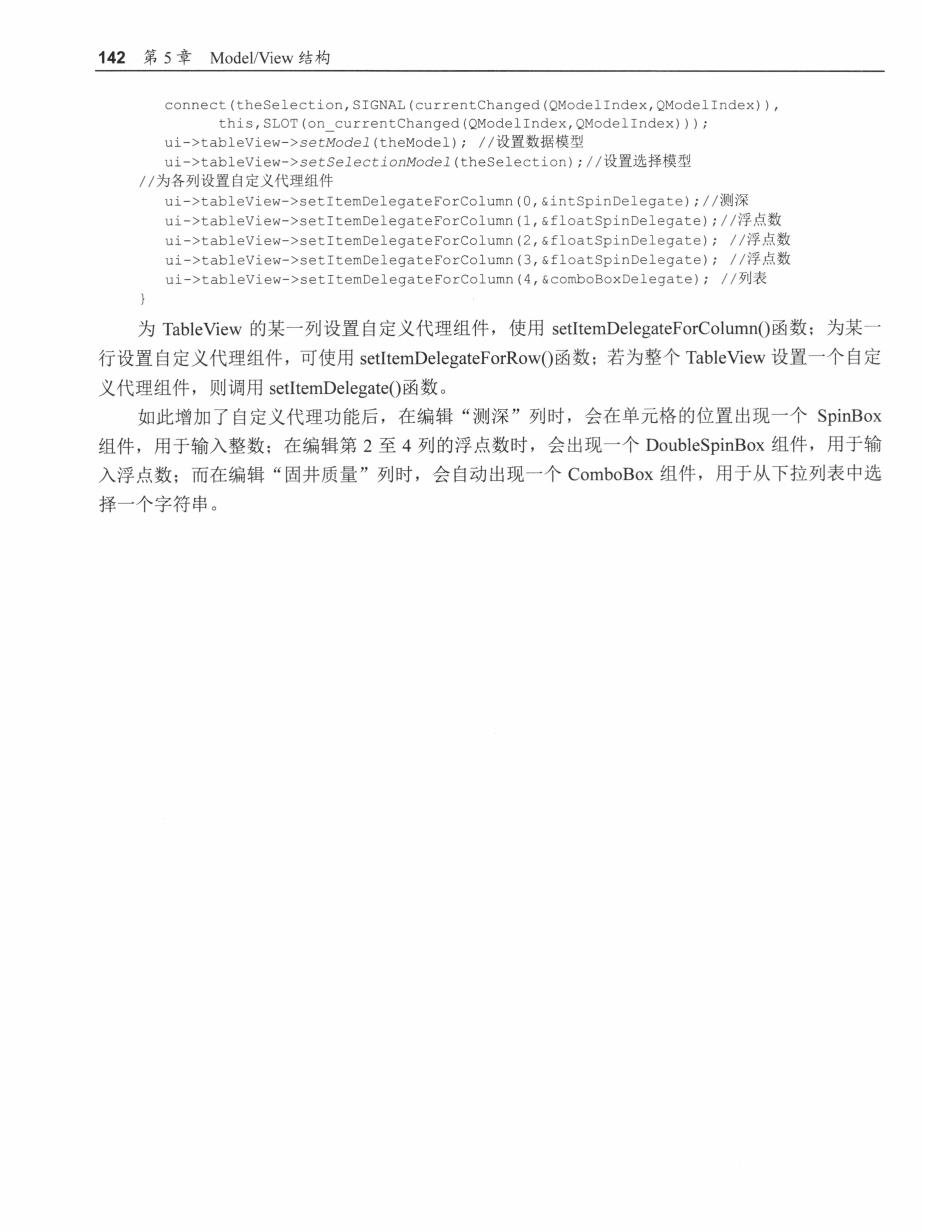 142 第 5 章 Model/View 结构
connect(theSelection,SIGNAL(currentChanged(QModelIndex,QModelIndex)),
this,SLOT(on_currentChanged(QModelIndex,QModelIndex)));
ui->tableView->setModel(theModel); //设置数据模型
ui->tableView->setSelectionModel(theSelection);//设置选择模型
//为各列设置自定义代理组件
ui->tableView->setItemDelegateForColumn(0,&intSpinDelegate);//测深
ui->tableView->setItemDelegateForColumn(1,&floatSpinDelegate);//浮点数
ui->tableView->setItemDelegateForColumn(2,&floatSpinDelegate); //浮点数
ui->tableView->setItemDelegateForColumn(3,&floatSpinDelegate); //浮点数
ui->tableView->setItemDelegateForColumn(4,&comboBoxDelegate); //列表
}
为 TableView 的某一列设置自定义代理组件，使用 setItemDelegateForColumn()函数；为某一
行设置自定义代理组件，可使用 setItemDelegateForRow()函数；若为整个 TableView 设置一个自定
义代理组件，则调用 setItemDelegate()函数。
如此增加了自定义代理功能后，在编辑“测深”列时，会在单元格的位置出现一个 SpinBox
组件，用于输入整数；在编辑第 2 至 4 列的浮点数时，会出现一个 DoubleSpinBox 组件，用于输
入浮点数；而在编辑“固井质量”列时，会自动出现一个 ComboBox 组件，用于从下拉列表中选
择一个字符串。